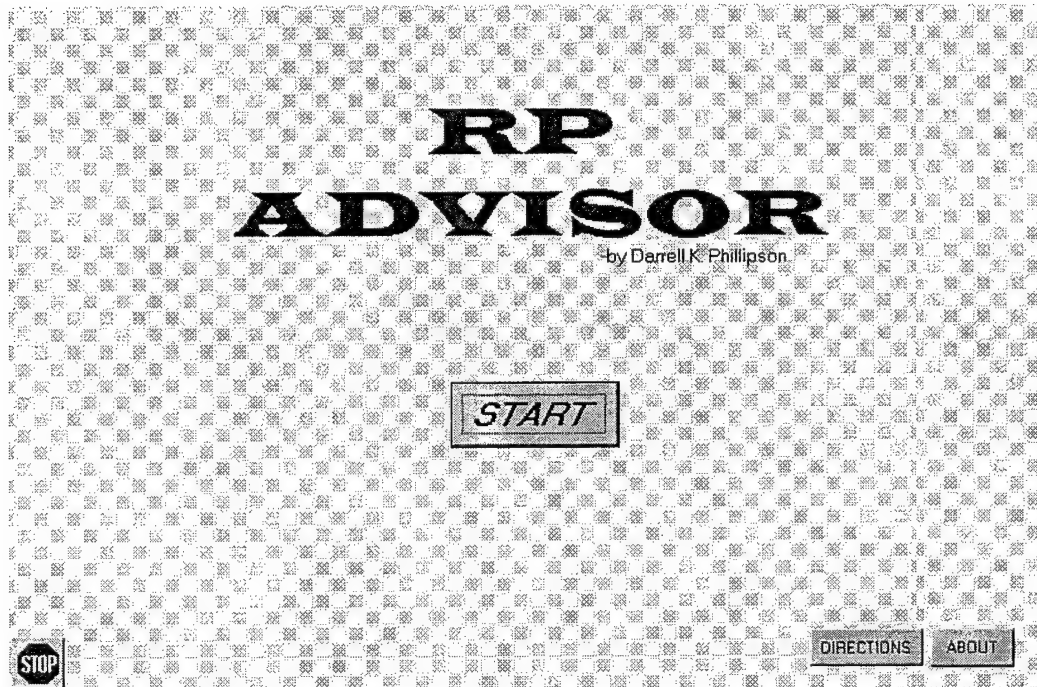 RP
ADVISOR
by Darrell K. Phillipson
START
STOP
DIRECTIONS
ABOUT